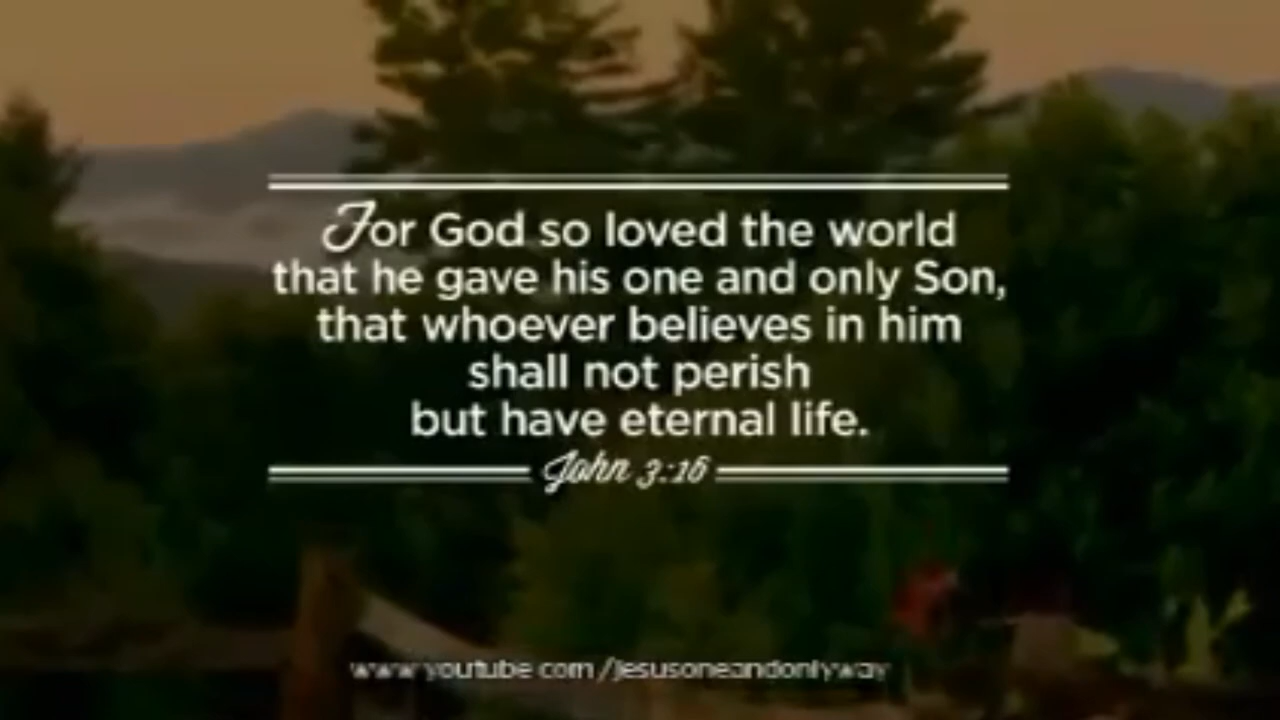 For God so loved the world
that he gave his one and only Son,
that whoever believes in him
shall not perish
but have eternal life.
John 3:16
www.youtube.com/jesusoneandonlyway